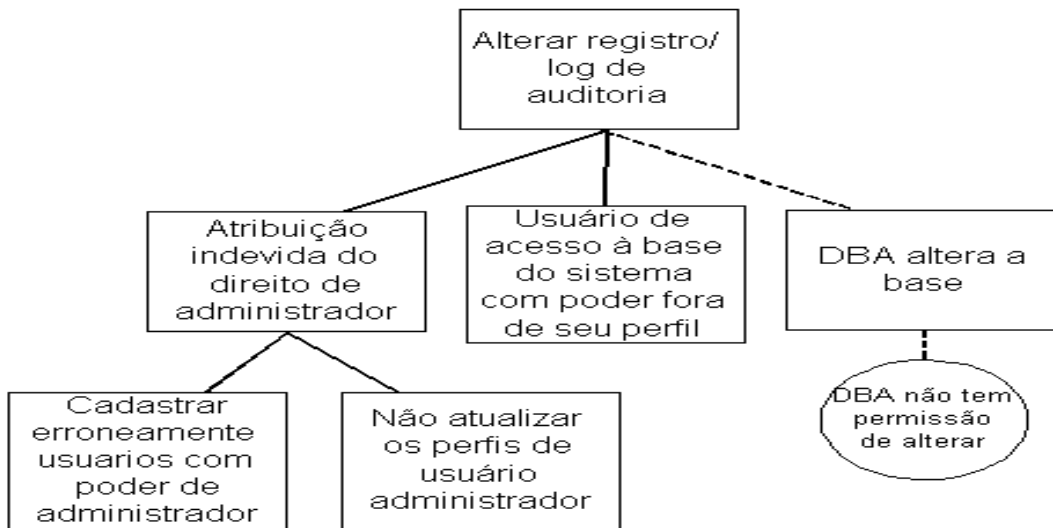 Alterar registro/
log de
auditoria
Atribuição
indevida do
direito de
administrador
Usuário de
acesso à base
do sistema
com poder fora
de seu perfil
DBA altera a
base
Cadastrar
erroneamente
usuarios com
poder de
administrador
Não atualizar
os perfis de
usuário
administrador
DBA não tem
permissão
de alterar